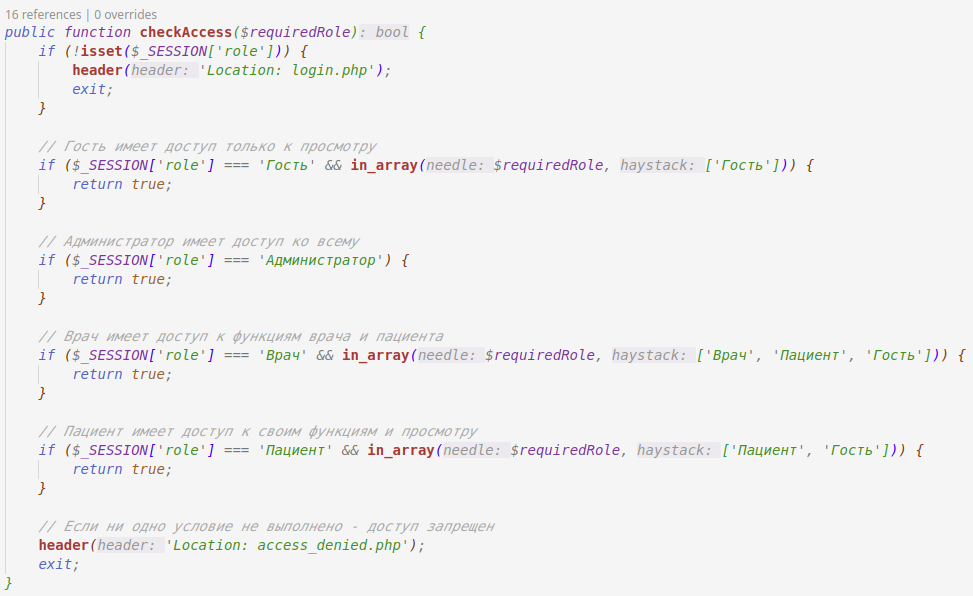 16 references | 0 overrides
public function checkAccess($requiredRole): bool {
if (!isset($_SESSION['role'])) {
header(header: 'Location: login.php');
exit;
}
// Гость имеет доступ только к просмотру
if ($_SESSION['role'] === 'Гость' && in_array(needle: $requiredRole, haystack: ['Гость'])) {
return true;
}
// Администратор имеет доступ ко всему
if ($_SESSION['role'] === 'Администратор') {
return true;
}
// Врач имеет доступ к функциям врача и пациента
if ($_SESSION['role'] === 'Врач' && in_array(needle: $requiredRole, haystack: ['Врач', 'Пациент', 'Гость'])) {
return true;
}
// Пациент имеет доступ к своим функциям и просмотру
if ($_SESSION['role'] === 'Пациент' && in_array(needle: $requiredRole, haystack: ['Пациент', 'Гость'])) {
return true;
}
// Если ни одно условие не выполнено - доступ запрещен
header(header: 'Location: access_denied.php');
exit;
}